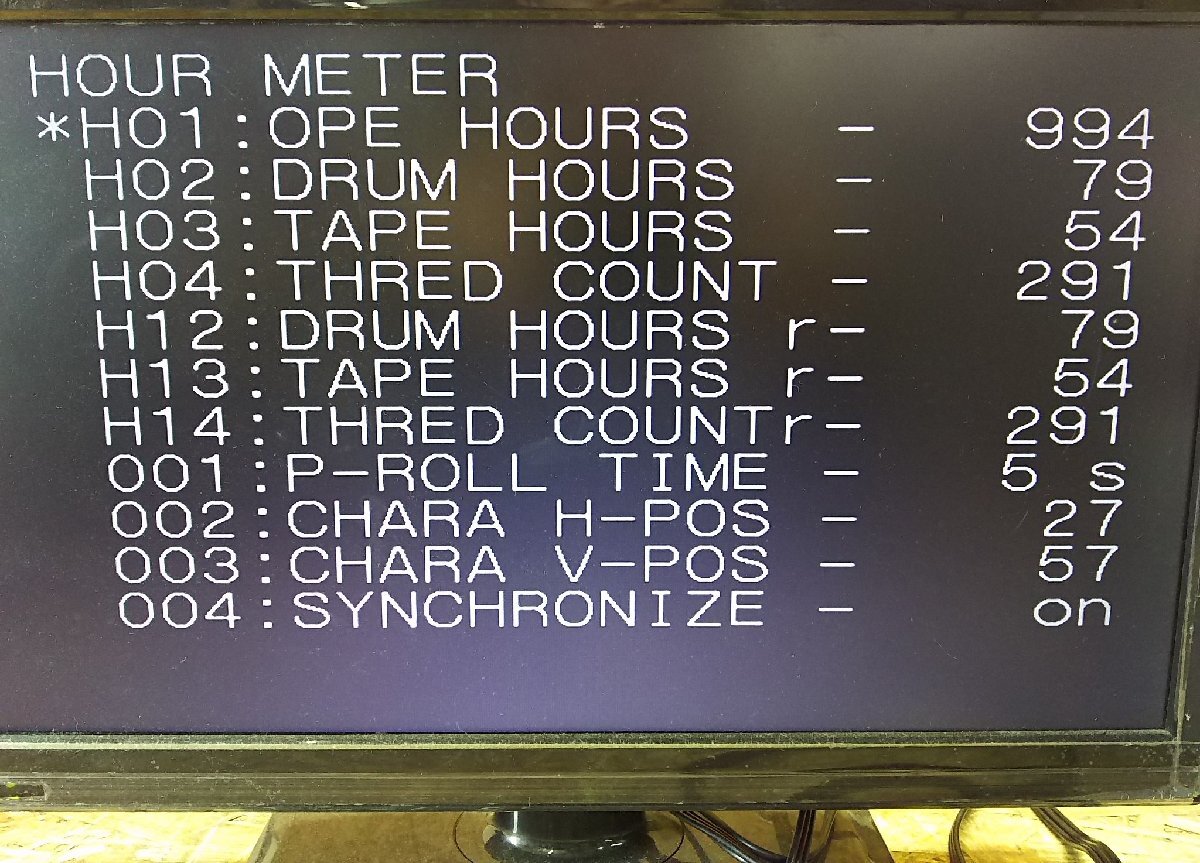 HOUR METER
*H01:OPE HOURS - 994
H02:DRUM HOURS - 79
H03:TAPE HOURS - 54
H04:THRED COUNT - 291
H12:DRUM HOURS r- 79
H13:TAPE HOURS r- 54
H14:THRED COUNTr- 291
001:P-ROLL TIME - 5 s
002:CHARA H-POS - 27
003:CHARA V-POS - 57
004:SYNCHRONIZE - on